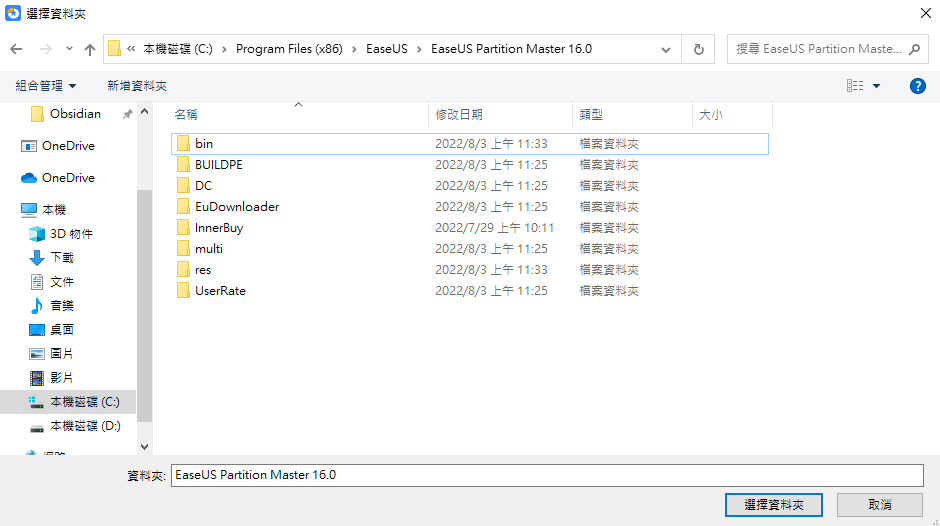 選擇資料夾
« 本機磁碟 (C:) › Program Files (x86) › EaseUS › EaseUS Partition Master 16.0
搜尋 EaseUS Partition Maste...
組合管理 新增資料夾
Obsidian
OneDrive
OneDrive
本機
3D 物件
下載
文件
音樂
桌面
圖片
影片
本機磁碟 (C:)
本機磁碟 (D:)
名稱 修改日期 類型 大小
bin 2022/8/3 上午 11:33 檔案資料夾
BUILDPE 2022/8/3 上午 11:25 檔案資料夾
DC 2022/8/3 上午 11:25 檔案資料夾
EuDownloader 2022/8/3 上午 11:25 檔案資料夾
InnerBuy 2022/7/29 上午 10:11 檔案資料夾
multi 2022/8/3 上午 11:25 檔案資料夾
res 2022/8/3 上午 11:33 檔案資料夾
UserRate 2022/8/3 上午 11:25 檔案資料夾
資料夾: EaseUS Partition Master 16.0
選擇資料夾 取消